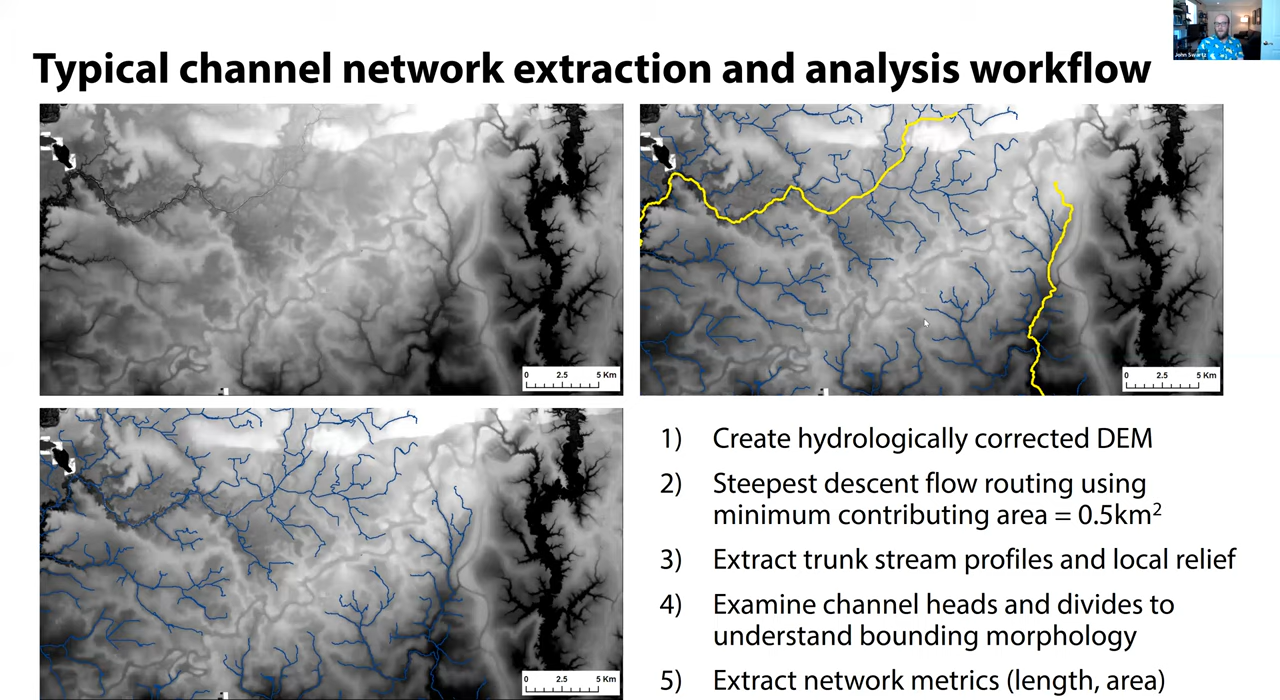 John Swartz
Typical channel network extraction and analysis workflow
0 2.5 5 Km
0 2.5 5 Km
0 2.5 5 Km
1) Create hydrologically corrected DEM
2) Steepest descent flow routing using
minimum contributing area = 0.5km²
3) Extract trunk stream profiles and local relief
4) Examine channel heads and divides to
understand bounding morphology
5) Extract network metrics (length, area)